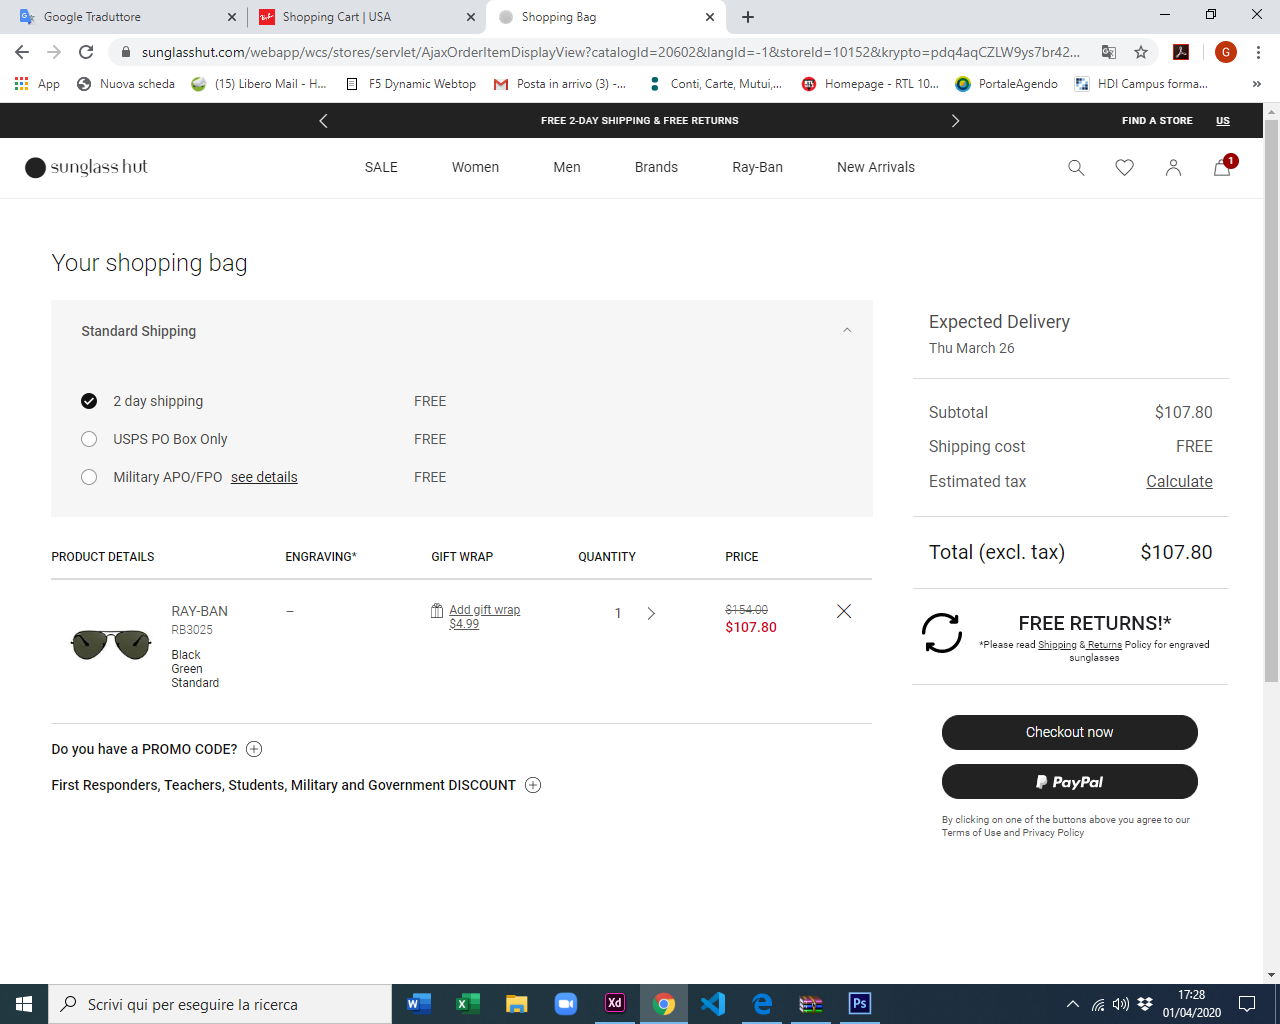 Google Traduttore
Shopping Cart | USA
Shopping Bag
sunglasshut.com/webapp/wcs/stores/servlet/AjaxOrderItemDisplayView?catalogId=20602&langId=-1&storeId=10152&krypto=pdq4aqCZLW9ys7br42...
G
App
Nuova scheda
(15) Libero Mail - H...
F5 Dynamic Webtop
Posta in arrivo (3) -...
Conti, Carte, Mutui,...
Homepage - RTL 10...
PortaleAgendo
HDI Campus forma...
»
FREE 2-DAY SHIPPING & FREE RETURNS
FIND A STORE
US
sunglass hut
SALE
Women
Men
Brands
Ray-Ban
New Arrivals
1
Your shopping bag
Standard Shipping
2 day shipping
FREE
USPS PO Box Only
FREE
Military APO/FPO see details
FREE
Expected Delivery
Thu March 26
Subtotal
$107.80
Shipping cost
FREE
Estimated tax
Calculate
Total (excl. tax)
$107.80
PRODUCT DETAILS
ENGRAVING*
GIFT WRAP
QUANTITY
PRICE
RAY-BAN
RB3025
Black
Green
Standard
–
Add gift wrap
$4.99
1
$154.00
$107.80
FREE RETURNS!*
*Please read Shipping & Returns Policy for engraved
sunglasses
Do you have a PROMO CODE?
First Responders, Teachers, Students, Military and Government DISCOUNT
Checkout now
PayPal
By clicking on one of the buttons above you agree to our
Terms of Use and Privacy Policy
Scrivi qui per eseguire la ricerca
Xd
Ps
17:28
01/04/2020